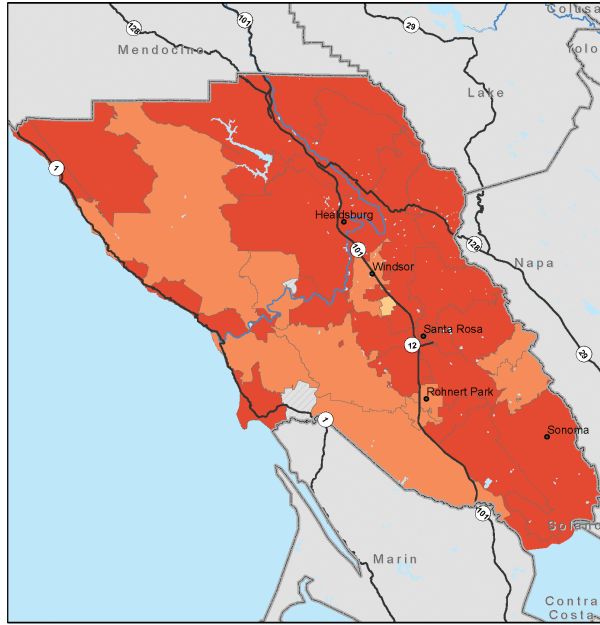 101
29
Colusa
128
Mendocino
Yolo
Lake
1
Healdsburg
128
101
Napa
Windsor
Santa Rosa
12
29
Rohnert Park
1
Sonoma
101
Solano
Marin
Contra
Costa